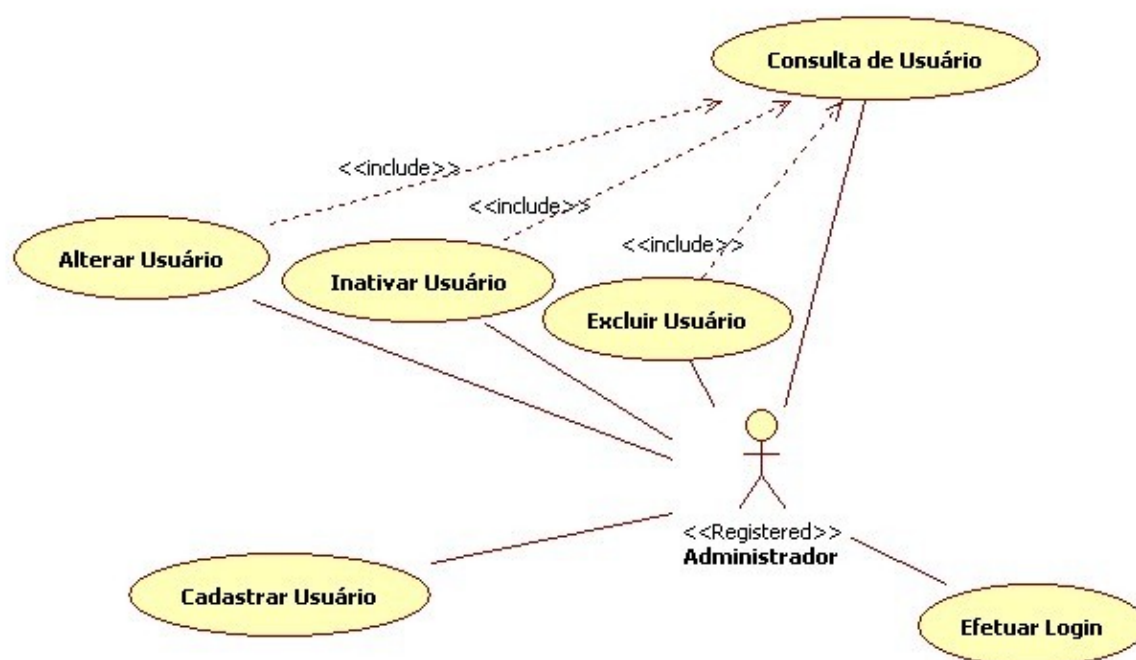 Consulta de Usuário
<<include>>
<<include>>
<<include>>
Alterar Usuário
Inativar Usuário
Excluir Usuário
<<Registered>>
Administrador
Cadastrar Usuário
Efetuar Login